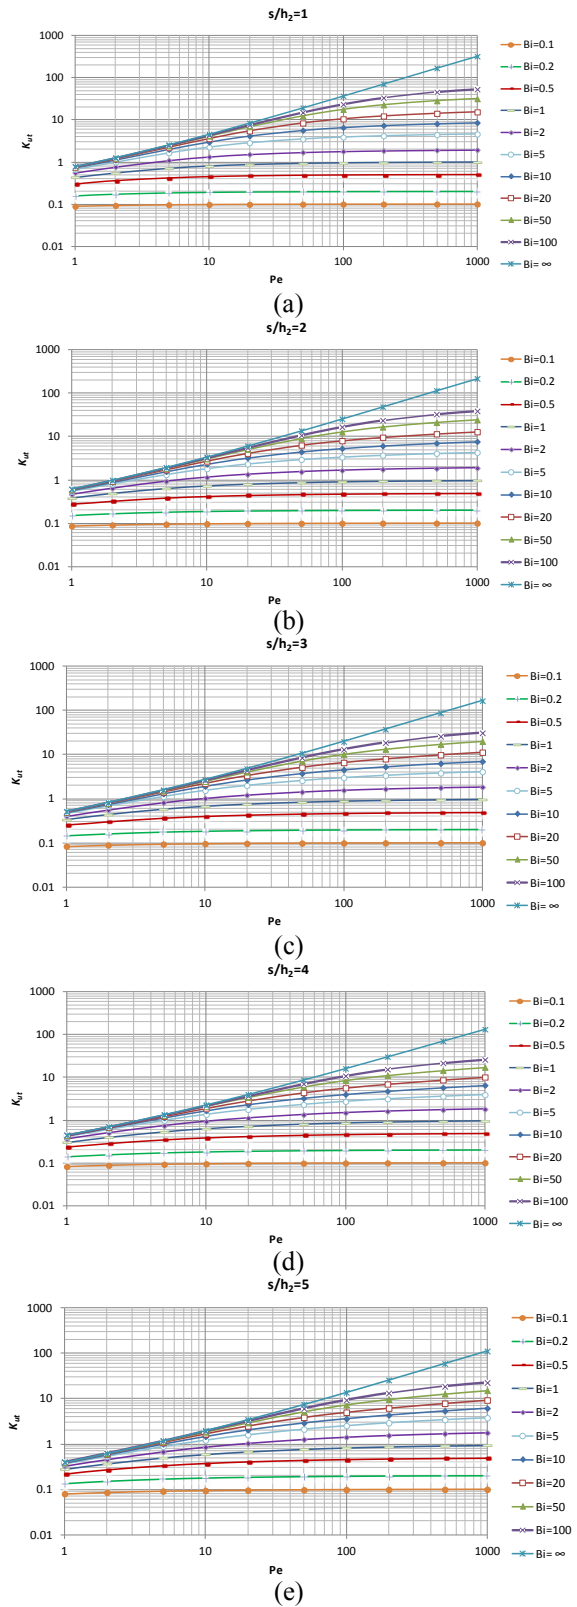 s/h2=1
1000
100
10
1
0.1
0.01
Kut
1 10 100 1000
Pe
Bi=0.1
Bi=0.2
Bi=0.5
Bi=1
Bi=2
Bi=5
Bi=10
Bi=20
Bi=50
Bi=100
Bi= ∞
(a)
s/h2=2
1000
100
10
1
0.1
0.01
Kut
1 10 100 1000
Pe
Bi=0.1
Bi=0.2
Bi=0.5
Bi=1
Bi=2
Bi=5
Bi=10
Bi=20
Bi=50
Bi=100
Bi= ∞
(b)
s/h2=3
1000
100
10
1
0.1
0.01
Kut
1 10 100 1000
Pe
Bi=0.1
Bi=0.2
Bi=0.5
Bi=1
Bi=2
Bi=5
Bi=10
Bi=20
Bi=50
Bi=100
Bi= ∞
(c)
s/h2=4
1000
100
10
1
0.1
0.01
Kut
1 10 100 1000
Pe
Bi=0.1
Bi=0.2
Bi=0.5
Bi=1
Bi=2
Bi=5
Bi=10
Bi=20
Bi=50
Bi=100
Bi= ∞
(d)
s/h2=5
1000
100
10
1
0.1
0.01
Kut
1 10 100 1000
Pe
Bi=0.1
Bi=0.2
Bi=0.5
Bi=1
Bi=2
Bi=5
Bi=10
Bi=20
Bi=50
Bi=100
Bi= ∞
(e)